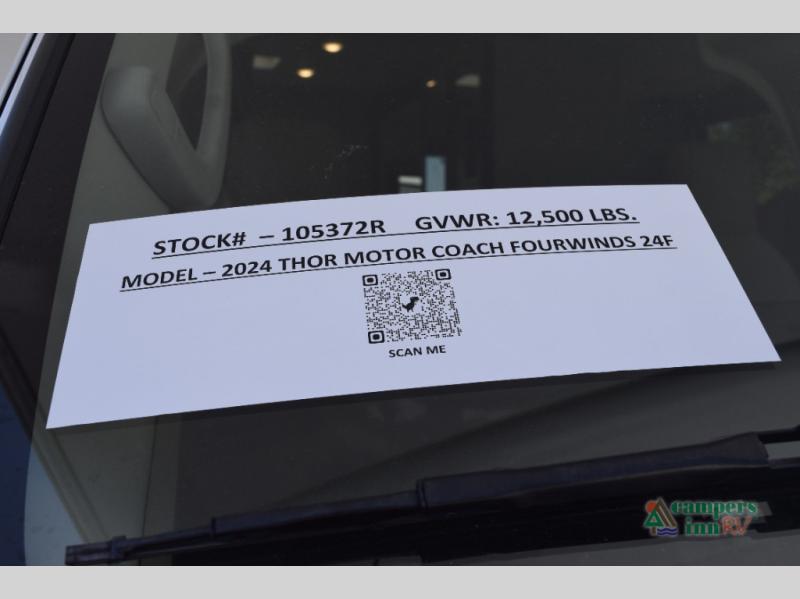 STOCK# – 105372R GVWR: 12,500 LBS.
MODEL – 2024 THOR MOTOR COACH FOURWINDS 24F
SCAN ME
campers
inn RV